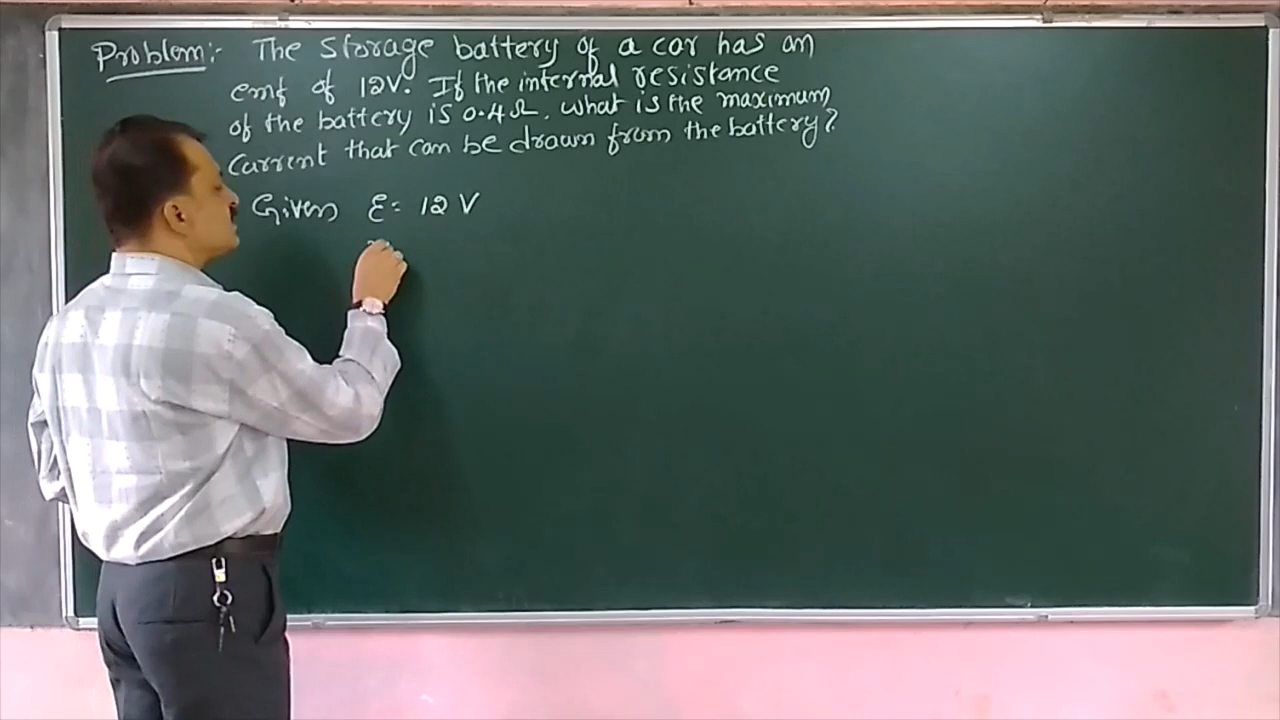 Problem:- The storage battery of a car has an
emf of 12V. If the internal resistance
of the battery is 0.4Ω. What is the maximum
current that can be drawn from the battery?
Given ε = 12 V